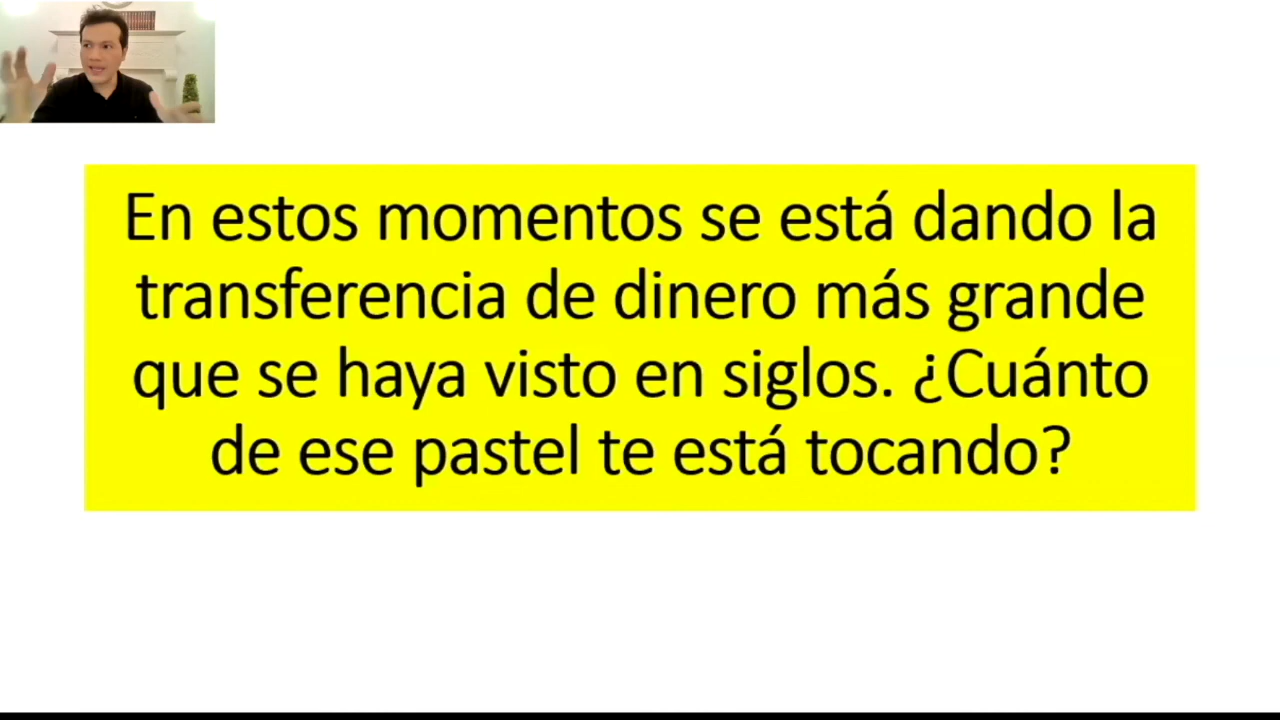 En estos momentos se está dando la
transferencia de dinero más grande
que se haya visto en siglos. ¿Cuánto
de ese pastel te está tocando?